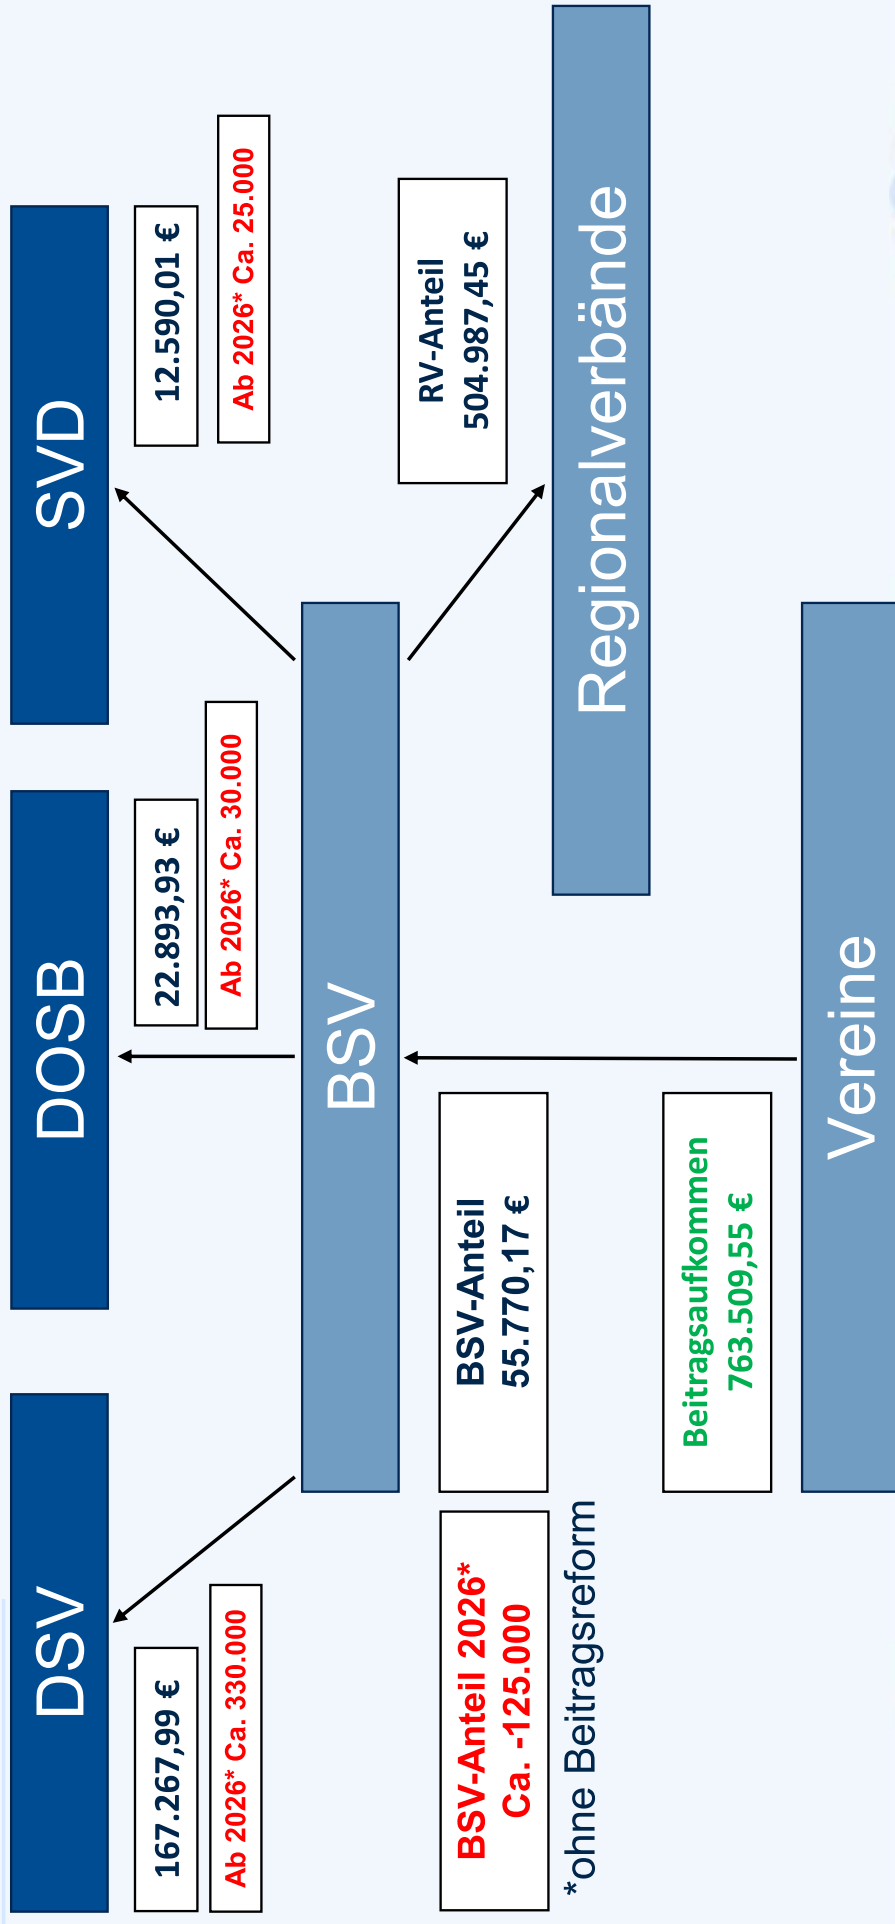 DSV
DOSB
SVD
167.267,99 €
Ab 2026* Ca. 330.000
22.893,93 €
Ab 2026* Ca. 30.000
12.590,01 €
Ab 2026* Ca. 25.000
BSV
BSV-Anteil 2026*
Ca. -125.000
*ohne Beitragsreform
BSV-Anteil
55.770,17 €
RV-Anteil
504.987,45 €
Regionalverbände
Beitragsaufkommen
763.509,55 €
Vereine